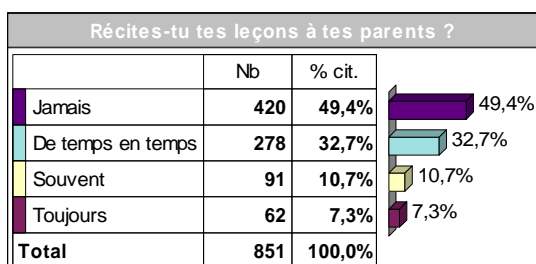 Récites-tu tes leçons à tes parents ?
Nb % cit.
Jamais 420 49,4% 49,4%
De temps en temps 278 32,7% 32,7%
Souvent 91 10,7% 10,7%
Toujours 62 7,3% 7,3%
Total 851 100,0%